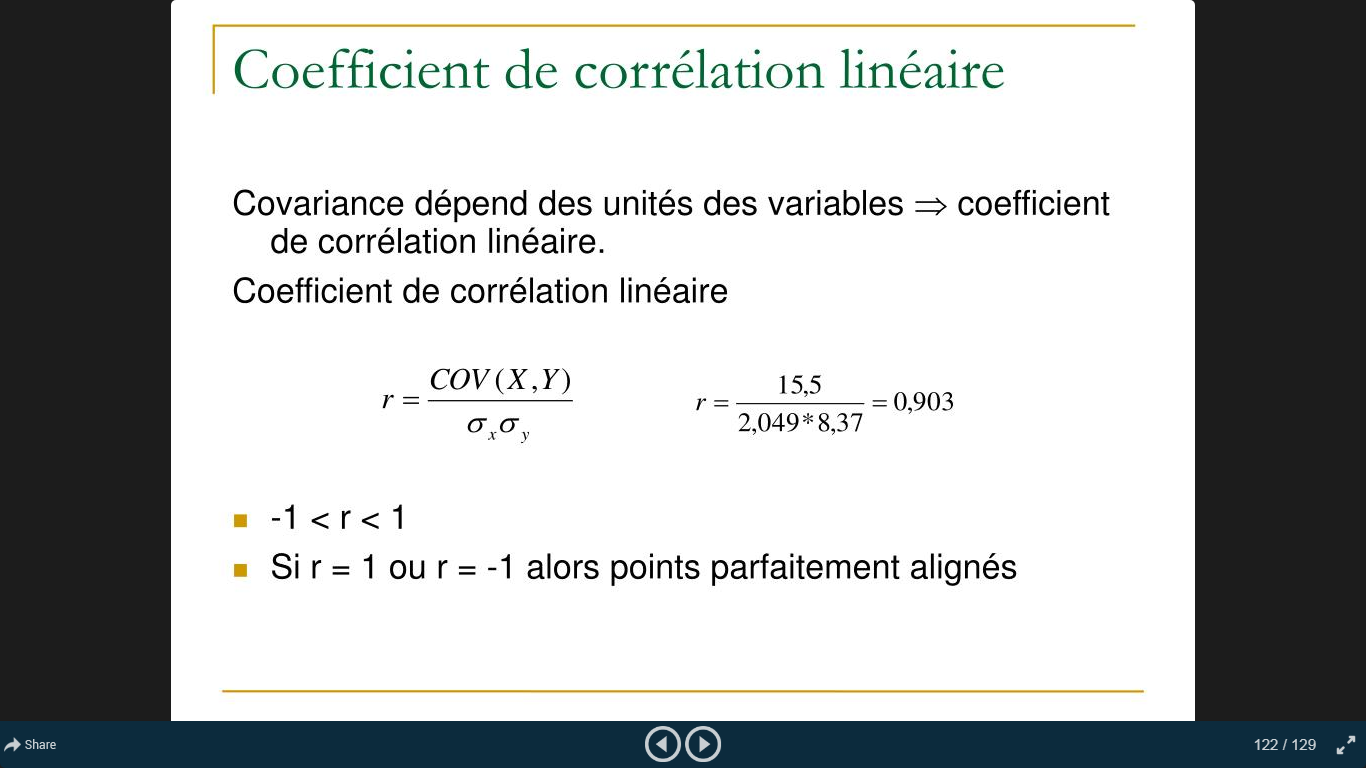 Coefficient de corrélation linéaire
Covariance dépend des unités des variables ⇒ coefficient
de corrélation linéaire.
Coefficient de corrélation linéaire
r = COV (X ,Y) / σ_x σ_y
r = 15,5 / 2,049*8,37 = 0,903
-1 < r < 1
Si r = 1 ou r = -1 alors points parfaitement alignés
Share
122 / 129